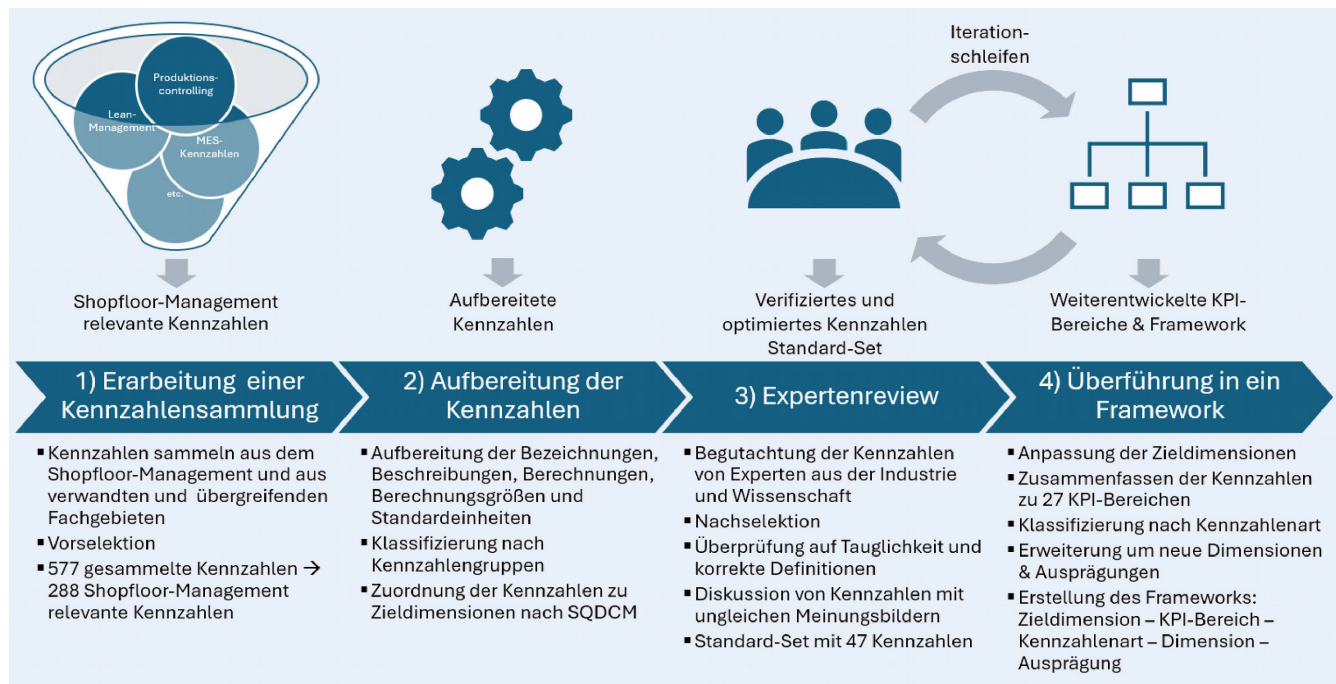 Produktions-
controlling
Lean-
Management
MES-
Kennzahlen
etc.
Iteration-
schleifen
Shopfloor-Management
relevante Kennzahlen
Aufbereitete
Kennzahlen
Verifiziertes und
optimiertes Kennzahlen
Standard-Set
Weiterentwickelte KPI-
Bereiche & Framework
1) Erarbeitung einer
Kennzahlensammlung
2) Aufbereitung der
Kennzahlen
3) Expertenreview
4) Überführung in ein
Framework
▪ Kennzahlen sammeln aus dem
Shopfloor-Management und aus
verwandten und übergreifenden
Fachgebieten
▪ Vorselektion
▪ 577 gesammelte Kennzahlen →
288 Shopfloor-Management
relevante Kennzahlen
▪ Aufbereitung der Bezeichnungen,
Beschreibungen, Berechnungen,
Berechnungsgrößen und
Standardeinheiten
▪ Klassifizierung nach
Kennzahlengruppen
▪ Zuordnung der Kennzahlen zu
Zieldimensionen nach SQDCM
▪ Begutachtung der Kennzahlen
von Experten aus der Industrie
und Wissenschaft
▪ Nachselektion
▪ Überprüfung auf Tauglichkeit und
korrekte Definitionen
▪ Diskussion von Kennzahlen mit
ungleichen Meinungsbildern
▪ Standard-Set mit 47 Kennzahlen
▪ Anpassung der Zieldimensionen
▪ Zusammenfassen der Kennzahlen
zu 27 KPI-Bereichen
▪ Klassifizierung nach Kennzahlenart
▪ Erweiterung um neue Dimensionen
& Ausprägungen
▪ Erstellung des Frameworks:
Zieldimension – KPI-Bereich –
Kennzahlenart – Dimension –
Ausprägung